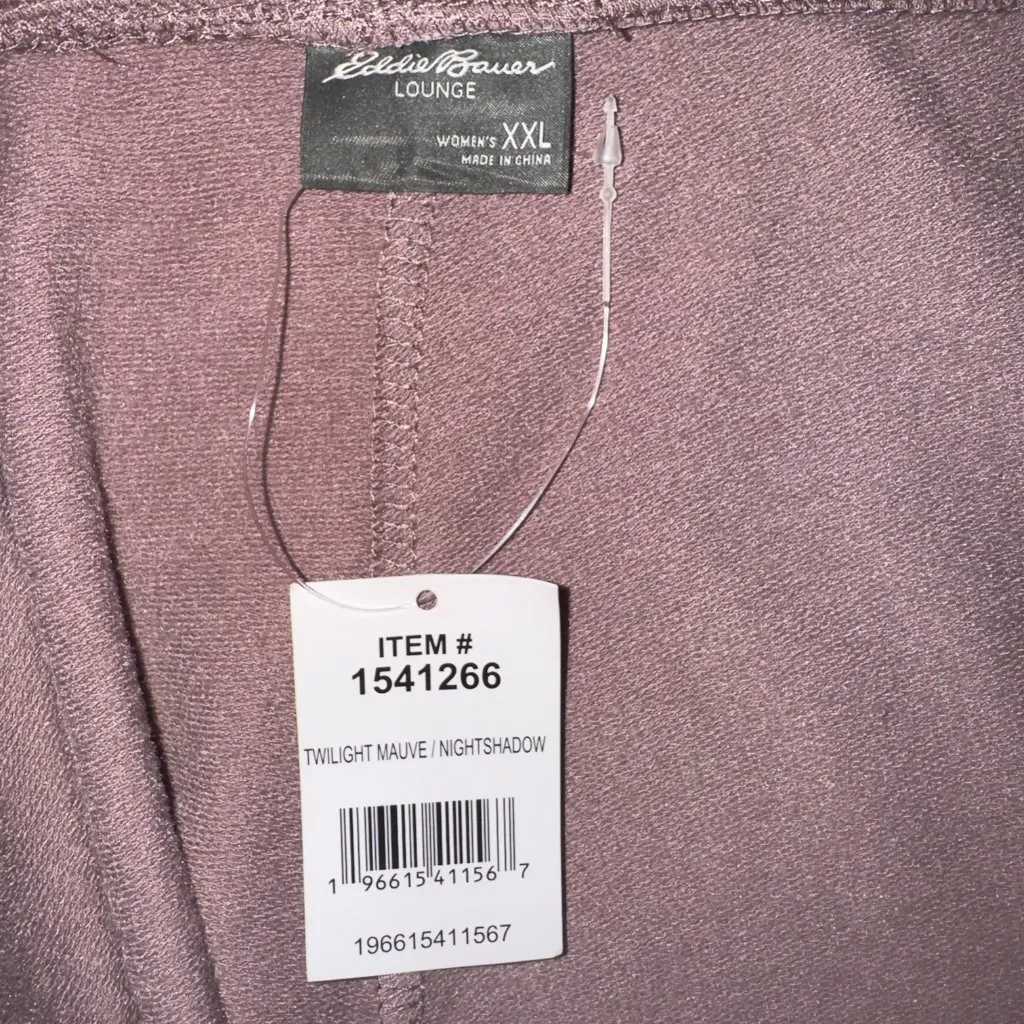 Eddie Bauer
LOUNGE
WOMEN'S XXL
MADE IN CHINA
ITEM #
1541266
TWILIGHT MAUVE / NIGHTSHADOW
1 96615 41156 7
196615411567